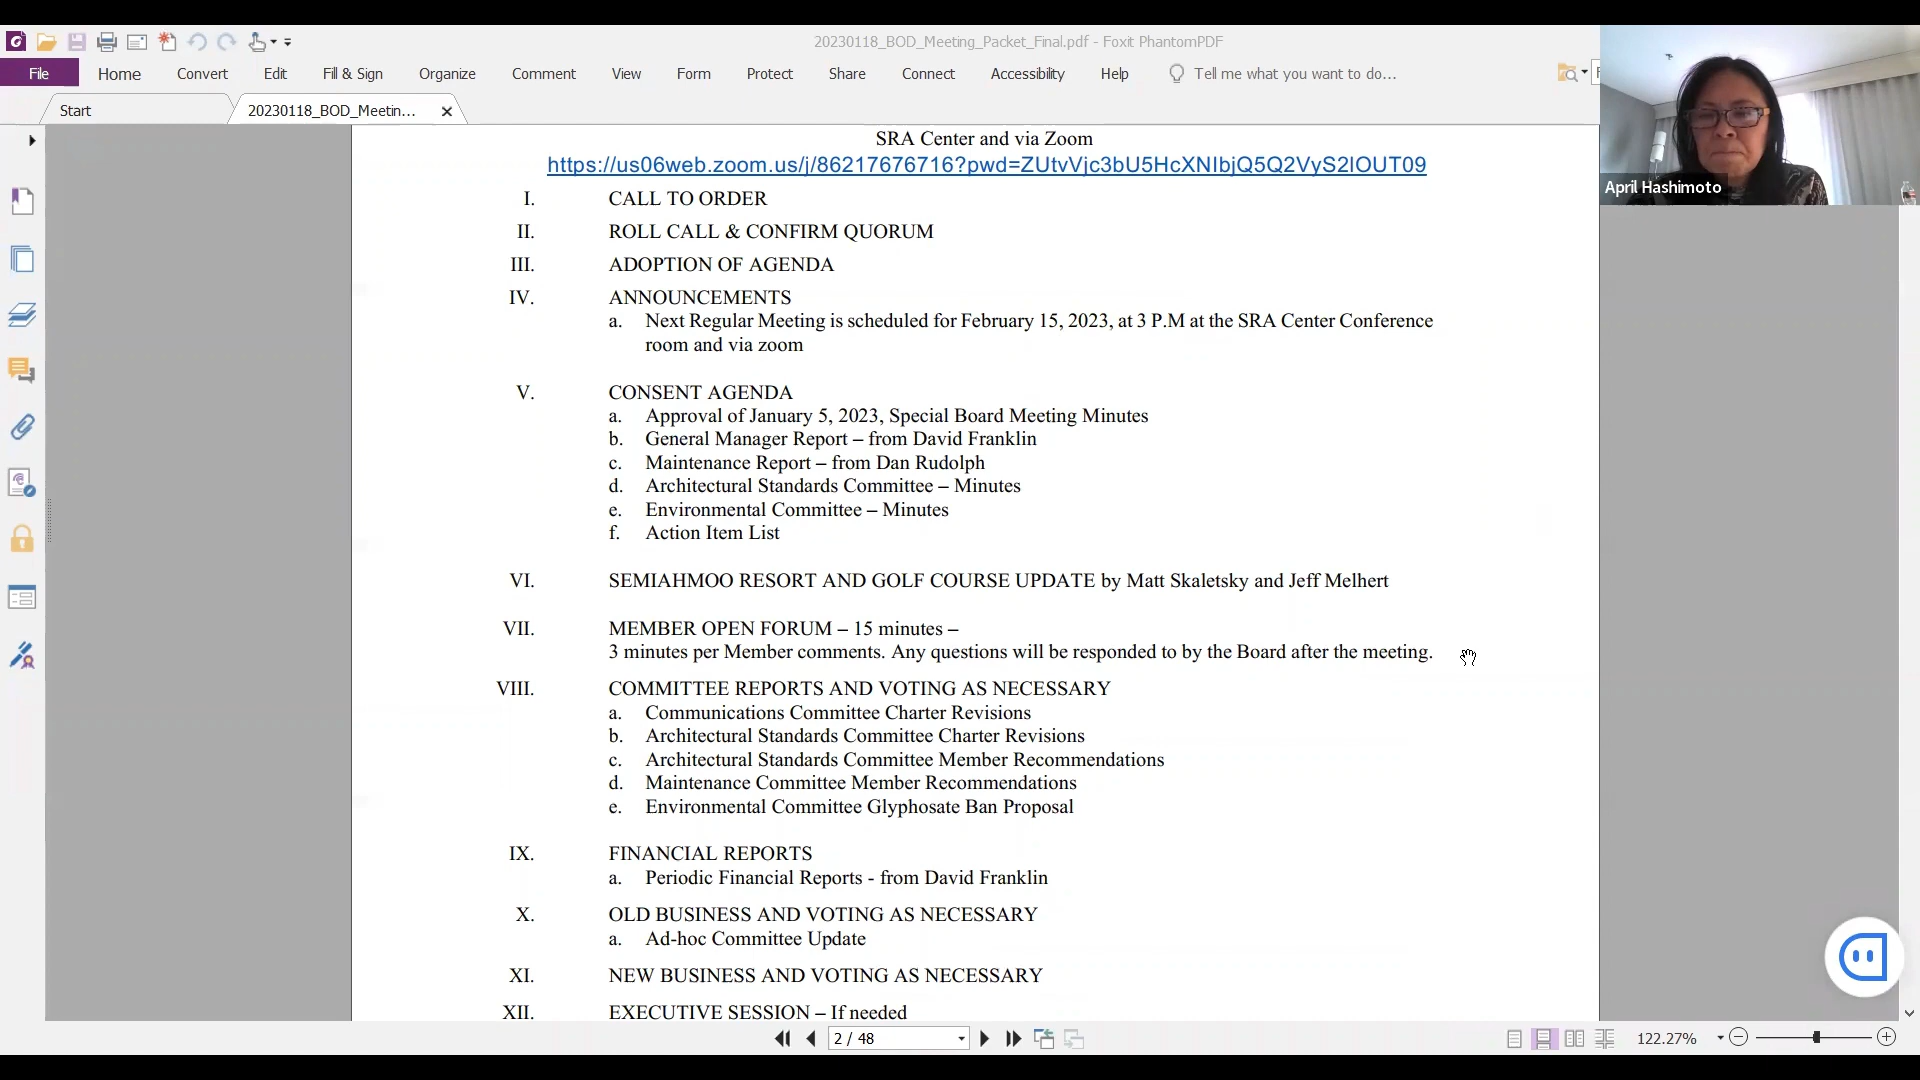 20230118_BOD_Meeting_Packet_Final.pdf - Foxit PhantomPDF
File Home Convert Edit Fill & Sign Organize Comment View Form Protect Share Connect Accessibility Help Tell me what you want to do...
Start 20230118_BOD_Meetin...
April Hashimoto
SRA Center and via Zoom
https://us06web.zoom.us/j/86217676716?pwd=ZUtvVjc3bU5HcXNIbjQ5Q2VyS2lOUT09
I. CALL TO ORDER
II. ROLL CALL & CONFIRM QUORUM
III. ADOPTION OF AGENDA
IV. ANNOUNCEMENTS
a. Next Regular Meeting is scheduled for February 15, 2023, at 3 P.M at the SRA Center Conference
room and via zoom
V. CONSENT AGENDA
a. Approval of January 5, 2023, Special Board Meeting Minutes
b. General Manager Report – from David Franklin
c. Maintenance Report – from Dan Rudolph
d. Architectural Standards Committee – Minutes
e. Environmental Committee – Minutes
f. Action Item List
VI. SEMIAHMOO RESORT AND GOLF COURSE UPDATE by Matt Skaletsky and Jeff Melhert
VII. MEMBER OPEN FORUM – 15 minutes –
3 minutes per Member comments. Any questions will be responded to by the Board after the meeting.
VIII. COMMITTEE REPORTS AND VOTING AS NECESSARY
a. Communications Committee Charter Revisions
b. Architectural Standards Committee Charter Revisions
c. Architectural Standards Committee Member Recommendations
d. Maintenance Committee Member Recommendations
e. Environmental Committee Glyphosate Ban Proposal
IX. FINANCIAL REPORTS
a. Periodic Financial Reports - from David Franklin
X. OLD BUSINESS AND VOTING AS NECESSARY
a. Ad-hoc Committee Update
XI. NEW BUSINESS AND VOTING AS NECESSARY
XII. EXECUTIVE SESSION – If needed
2 / 48
122.27%